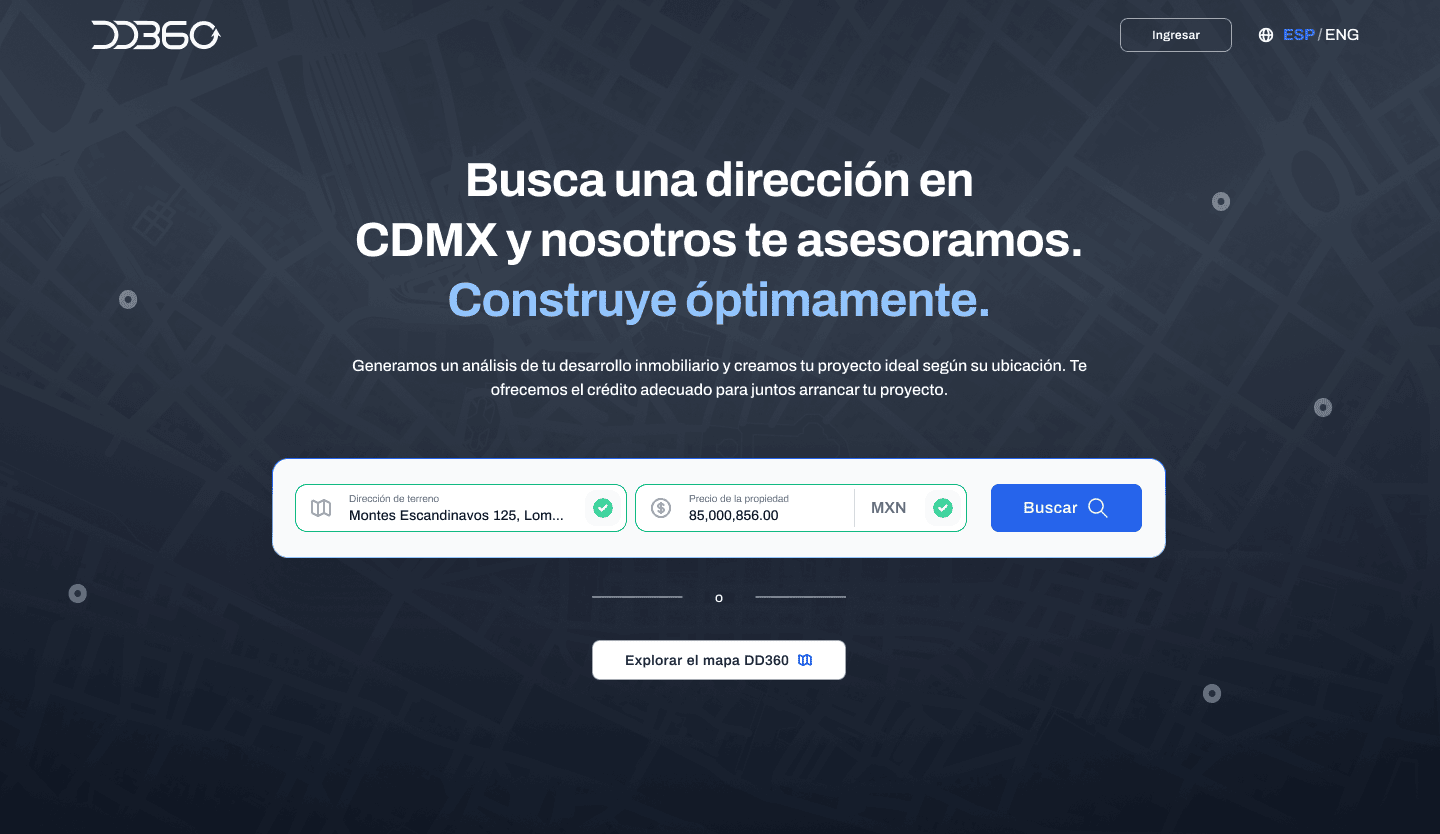 DD360
Ingresar
ESP / ENG
Busca una dirección en
CDMX y nosotros te asesoramos.
Construye óptimamente.
Generamos un análisis de tu desarrollo inmobiliario y creamos tu proyecto ideal según su ubicación. Te
ofrecemos el crédito adecuado para juntos arrancar tu proyecto.
Dirección de terreno
Montes Escandinavos 125, Lom...
Precio de la propiedad
85,000,856.00
MXN
Buscar
o
Explorar el mapa DD360